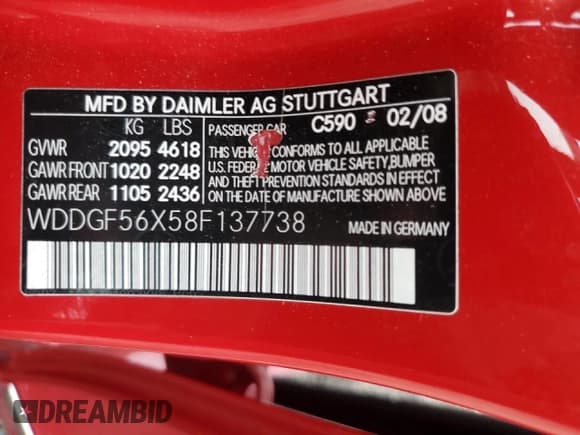 MFD BY DAIMLER AG STUTTGART
KG LBS PASSENGER CAR C590 02/08
GVWR 2095 4618 THIS VEHICLE CONFORMS TO ALL APPLICABLE
U.S. FEDERAL MOTOR VEHICLE SAFETY,BUMPER
GAWR FRONT 1020 2248 AND THEFT PREVENTION STANDARDS IN EFFECT
GAWR REAR 1105 2436 ON THE DATE OF MANUFACTURE SHOWN ABOVE
WDDGF56X58F137738 MADE IN GERMANY
DREAMBID